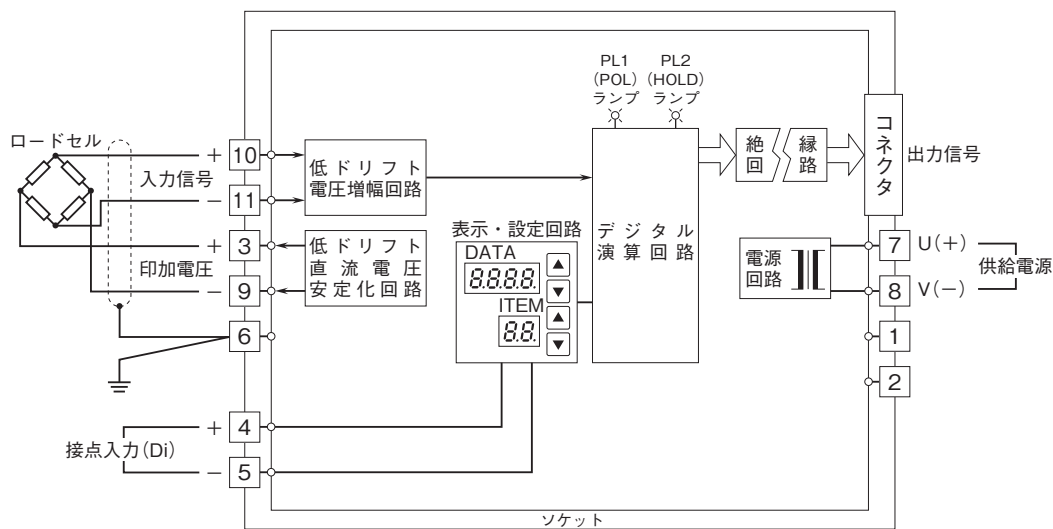 PL1
(POL)
ランプ
PL2
(HOLD)
ランプ
ロードセル
+
10
入力信号
−
11
+
3
印加電圧
−
9
6
低ドリフト
電圧増幅回路
低ドリフト
直流電圧
安定化回路
表示・設定回路
DATA
8.8.8.8.
ITEM
8.8.
▲
▼
▲
▼
デジタル
演算回路
絶縁
回路
コネクタ
出力信号
電源
回路
7
U(+)
8
V(−)
供給電源
1
2
接点入力(Di)
+
4
−
5
ソケット